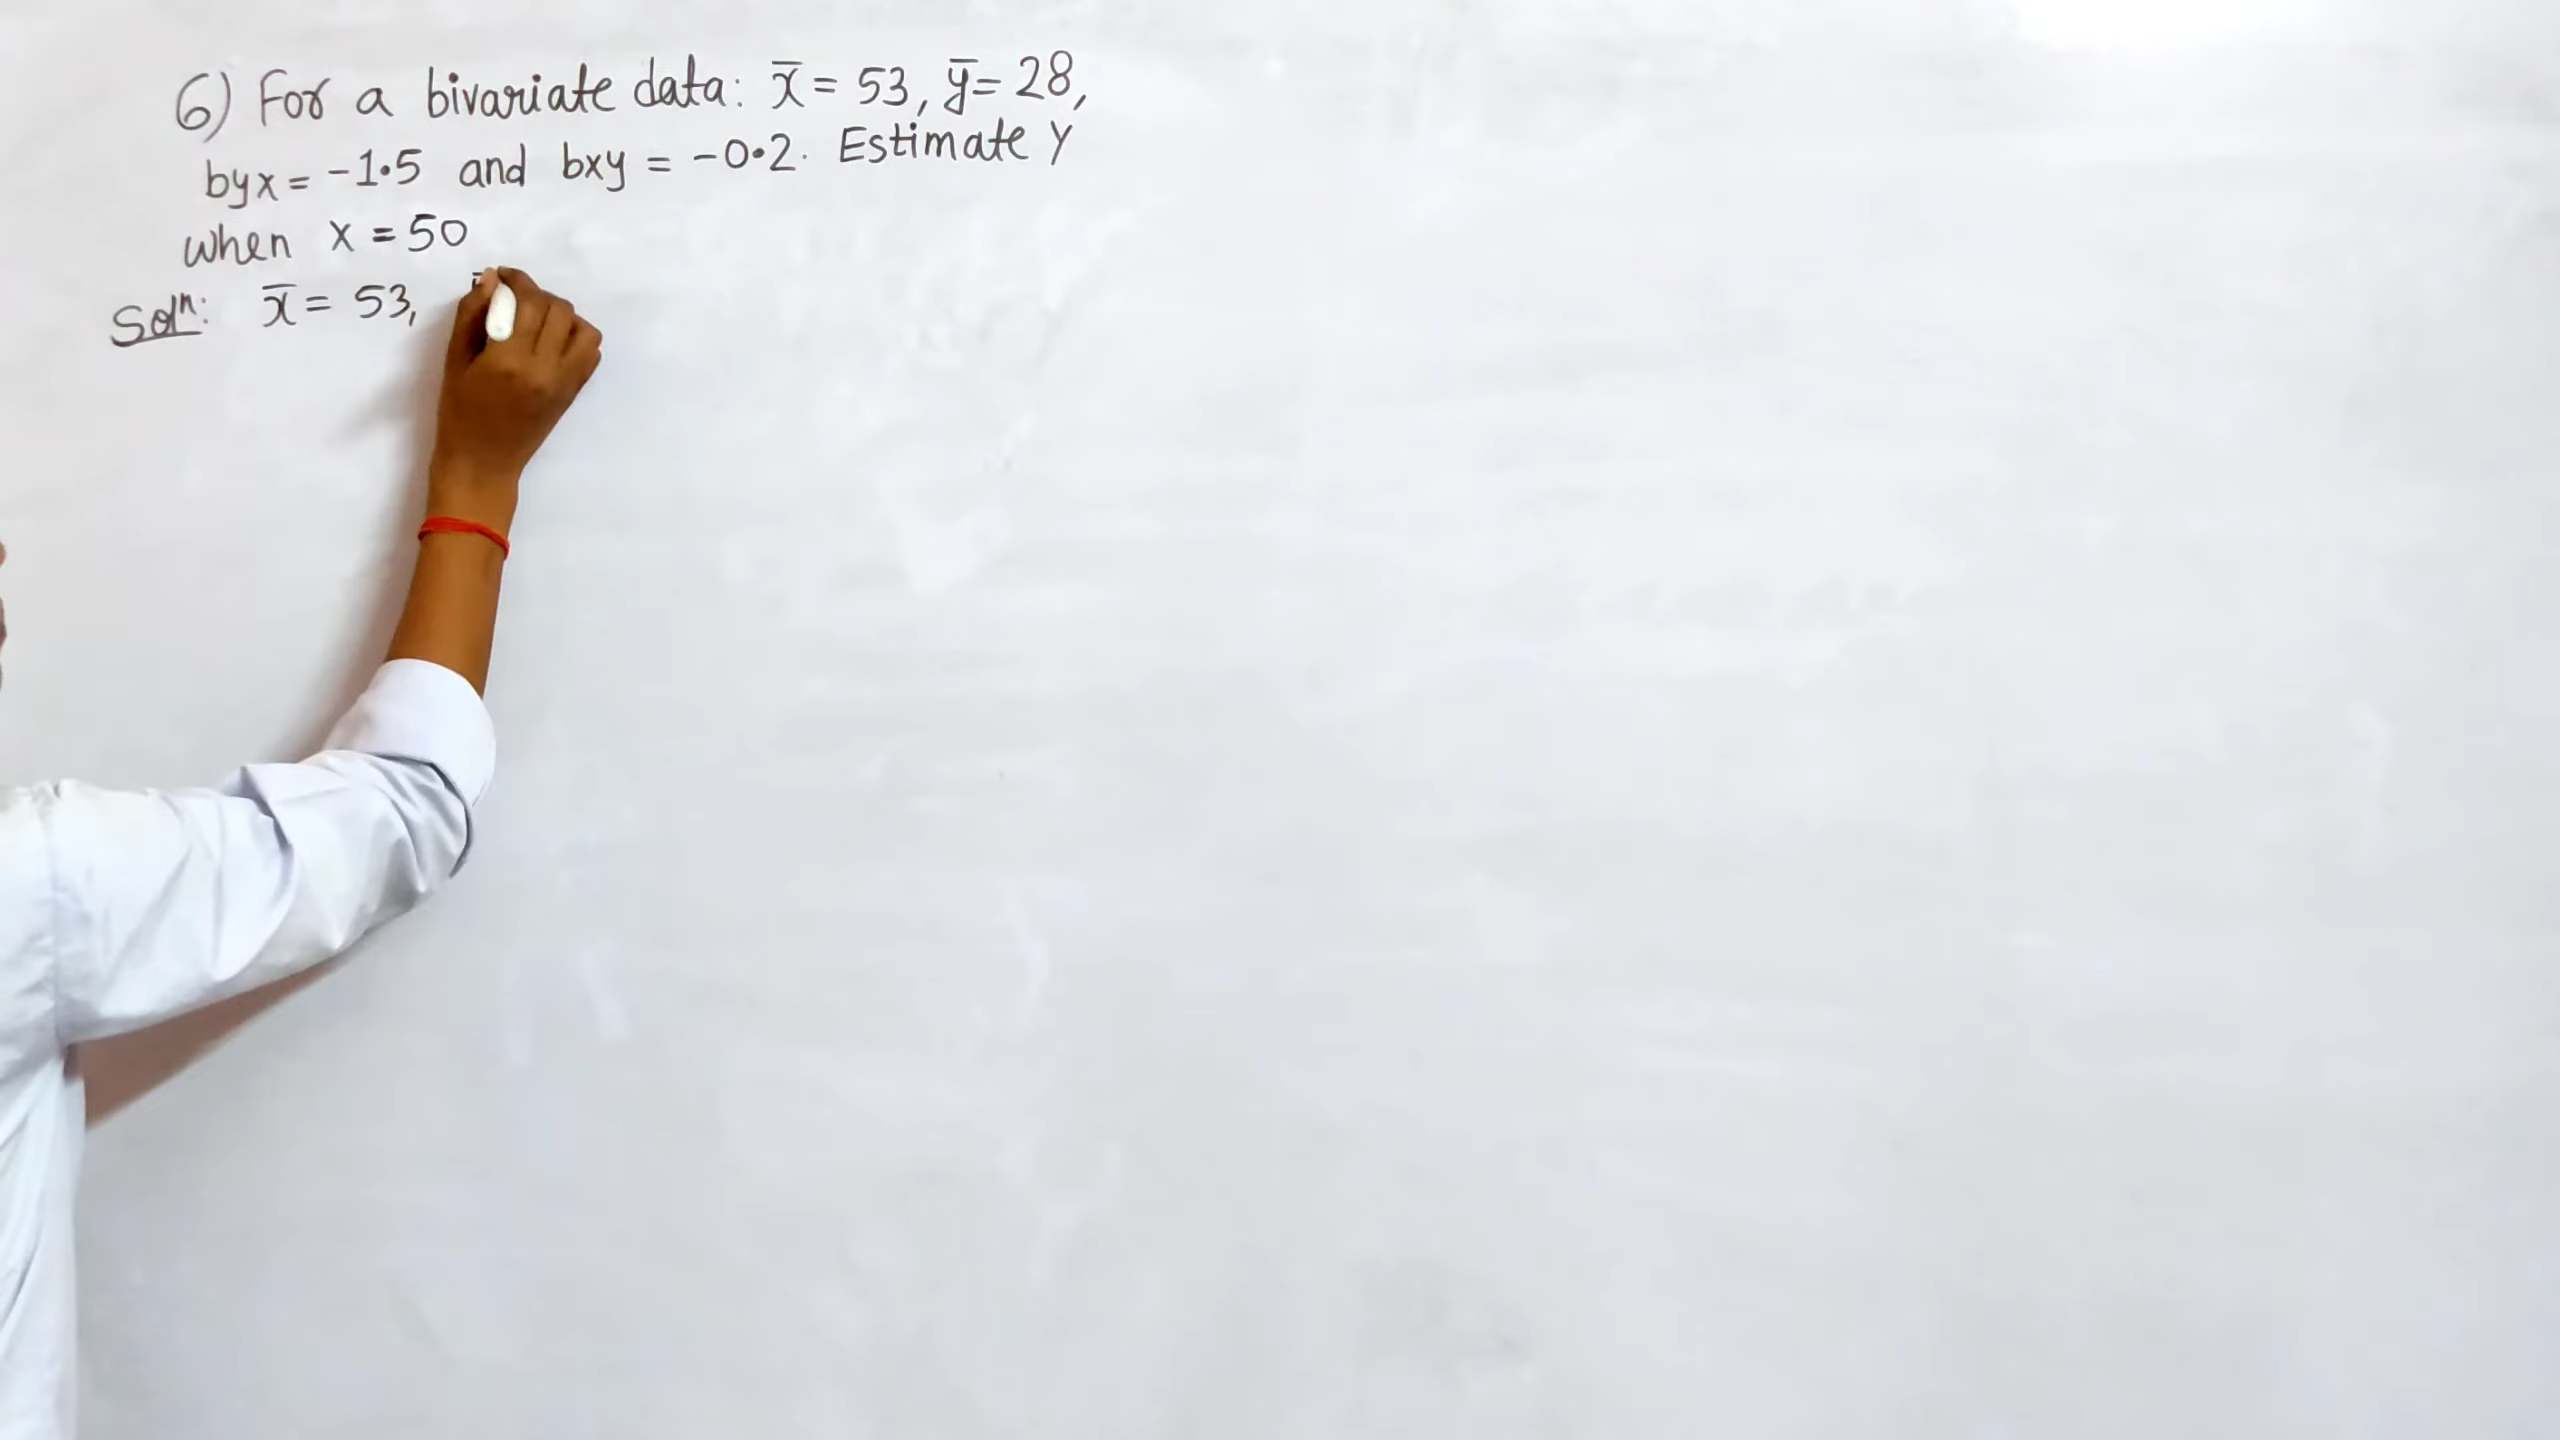 6) For a bivariate data: x̄ = 53, ȳ = 28,
byx = -1.5 and bxy = -0.2. Estimate Y
when x = 50
Solⁿ: x̄ = 53,